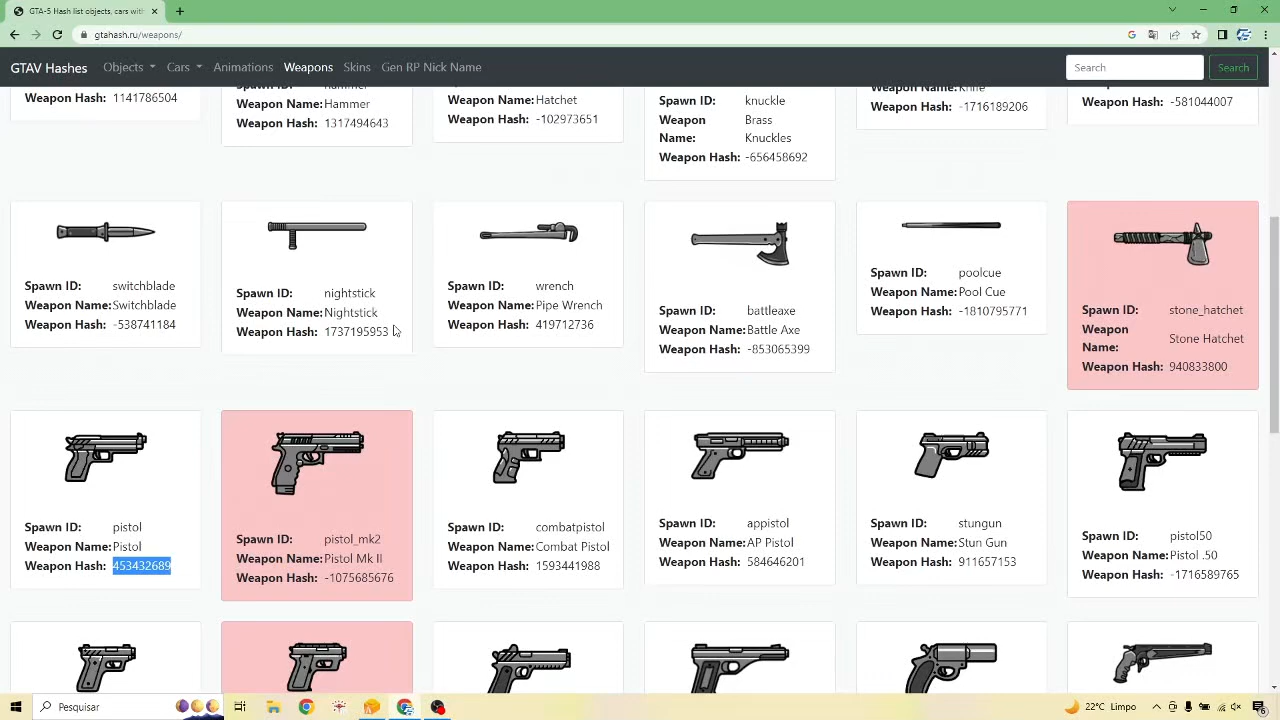 GTA-5 Hash list objects, cars with
gtahash.ru/weapons/
GTAV Hashes Objects Cars Animations Weapons Skins Gen RP Nick Name Search Search
Weapon Hash: 1141786504
Spawn ID: hammer
Weapon Name: Hammer
Weapon Hash: 1317494643
Weapon Name: Hatchet
Weapon Hash: -102973651
Spawn ID: knuckle
Weapon Brass
Name: Knuckles
Weapon Hash: -656458692
Weapon Name: Knife
Weapon Hash: -1716189206
Weapon Hash: -581044007
Spawn ID: switchblade
Weapon Name: Switchblade
Weapon Hash: -538741184
Spawn ID: nightstick
Weapon Name: Nightstick
Weapon Hash: 1737195953
Spawn ID: wrench
Weapon Name: Pipe Wrench
Weapon Hash: 419712736
Spawn ID: battleaxe
Weapon Name: Battle Axe
Weapon Hash: -853065399
Spawn ID: poolcue
Weapon Name: Pool Cue
Weapon Hash: -1810795771
Spawn ID: stone_hatchet
Weapon
Name: Stone Hatchet
Weapon Hash: 940833800
Spawn ID: pistol
Weapon Name: Pistol
Weapon Hash: 453432689
Spawn ID: pistol_mk2
Weapon Name: Pistol Mk II
Weapon Hash: -1075685676
Spawn ID: combatpistol
Weapon Name: Combat Pistol
Weapon Hash: 1593441988
Spawn ID: appistol
Weapon Name: AP Pistol
Weapon Hash: 584646201
Spawn ID: stungun
Weapon Name: Stun Gun
Weapon Hash: 911657153
Spawn ID: pistol50
Weapon Name: Pistol .50
Weapon Hash: -1716589765
Pesquisar
22°C Limpo